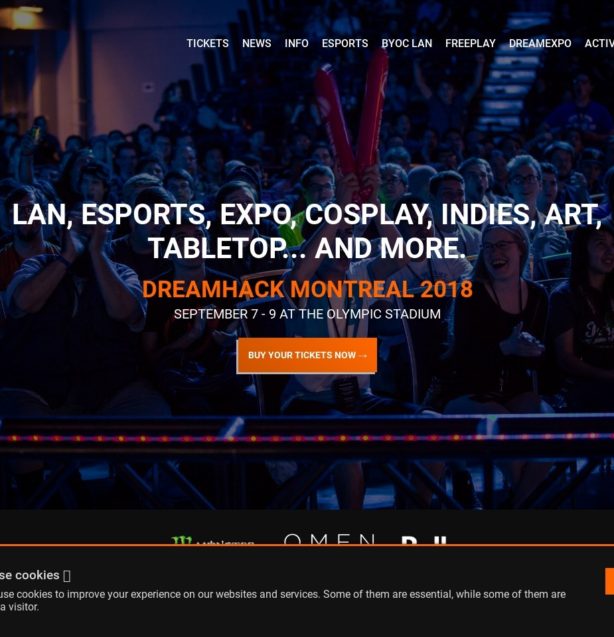 TICKETS NEWS INFO ESPORTS BYOC LAN FREEPLAY DREAMEXPO ACTIV
LAN, ESPORTS, EXPO, COSPLAY, INDIES, ART,
TABLETOP... AND MORE.
DREAMHACK MONTREAL 2018
SEPTEMBER 7 - 9 AT THE OLYMPIC STADIUM
BUY YOUR TICKETS NOW →
MONSTER OMEN
se cookies
use cookies to improve your experience on our websites and services. Some of them are essential, while some of them are
a visitor.